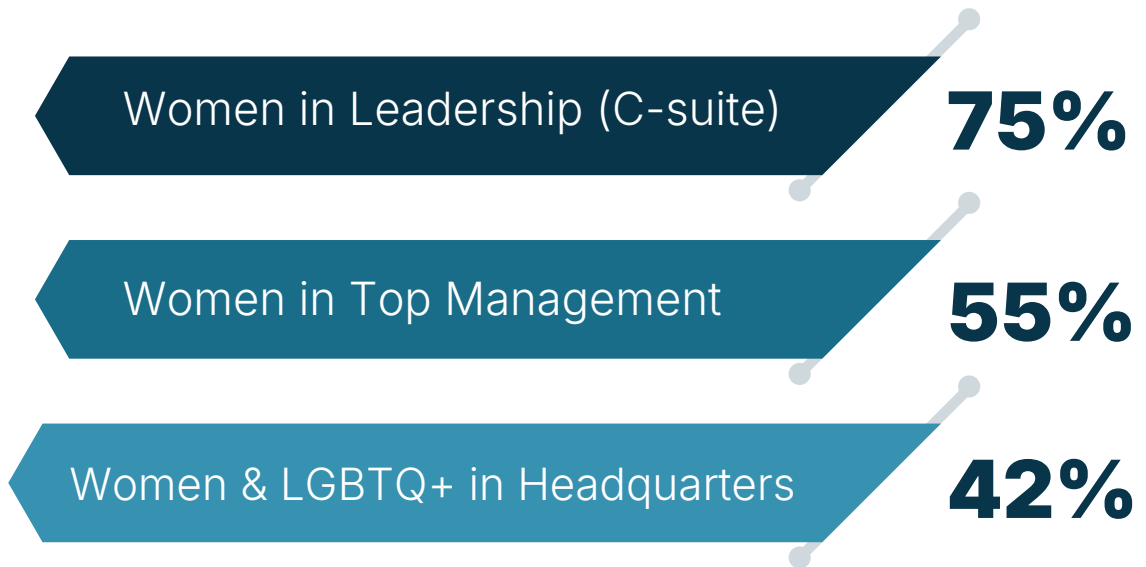 Women in Leadership (C-suite) 75%
Women in Top Management 55%
Women & LGBTQ+ in Headquarters 42%